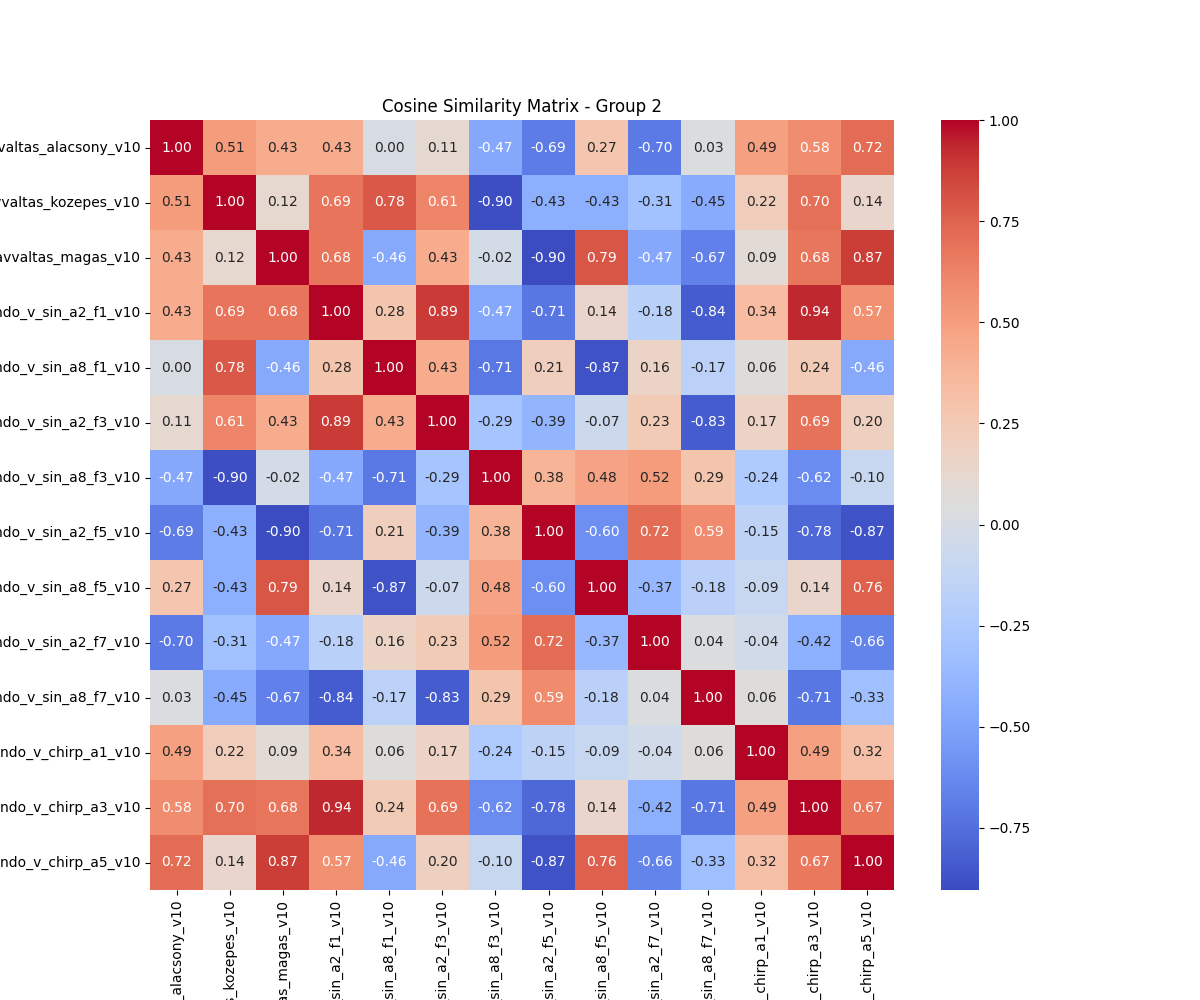 Cosine Similarity Matrix - Group 2
valtas_alacsony_v10 1.00 0.51 0.43 0.43 0.00 0.11 -0.47 -0.69 0.27 -0.70 0.03 0.49 0.58 0.72
valtas_kozepes_v10 0.51 1.00 0.12 0.69 0.78 0.61 -0.90 -0.43 -0.43 -0.31 -0.45 0.22 0.70 0.14
avvaltas_magas_v10 0.43 0.12 1.00 0.68 -0.46 0.43 -0.02 -0.90 0.79 -0.47 -0.67 0.09 0.68 0.87
ndo_v_sin_a2_f1_v10 0.43 0.69 0.68 1.00 0.28 0.89 -0.47 -0.71 0.14 -0.18 -0.84 0.34 0.94 0.57
ndo_v_sin_a8_f1_v10 0.00 0.78 -0.46 0.28 1.00 0.43 -0.71 0.21 -0.87 0.16 -0.17 0.06 0.24 -0.46
ndo_v_sin_a2_f3_v10 0.11 0.61 0.43 0.89 0.43 1.00 -0.29 -0.39 -0.07 0.23 -0.83 0.17 0.69 0.20
ndo_v_sin_a8_f3_v10 -0.47 -0.90 -0.02 -0.47 -0.71 -0.29 1.00 0.38 0.48 0.52 0.29 -0.24 -0.62 -0.10
ndo_v_sin_a2_f5_v10 -0.69 -0.43 -0.90 -0.71 0.21 -0.39 0.38 1.00 -0.60 0.72 0.59 -0.15 -0.78 -0.87
ndo_v_sin_a8_f5_v10 0.27 -0.43 0.79 0.14 -0.87 -0.07 0.48 -0.60 1.00 -0.37 -0.18 -0.09 0.14 0.76
ndo_v_sin_a2_f7_v10 -0.70 -0.31 -0.47 -0.18 0.16 0.23 0.52 0.72 -0.37 1.00 0.04 -0.04 -0.42 -0.66
ndo_v_sin_a8_f7_v10 0.03 -0.45 -0.67 -0.84 -0.17 -0.83 0.29 0.59 -0.18 0.04 1.00 0.06 -0.71 -0.33
ndo_v_chirp_a1_v10 0.49 0.22 0.09 0.34 0.06 0.17 -0.24 -0.15 -0.09 -0.04 0.06 1.00 0.49 0.32
ndo_v_chirp_a3_v10 0.58 0.70 0.68 0.94 0.24 0.69 -0.62 -0.78 0.14 -0.42 -0.71 0.49 1.00 0.67
ndo_v_chirp_a5_v10 0.72 0.14 0.87 0.57 -0.46 0.20 -0.10 -0.87 0.76 -0.66 -0.33 0.32 0.67 1.00
_alacsony_v10
s_kozepes_v10
as_magas_v10
sin_a2_f1_v10
sin_a8_f1_v10
sin_a2_f3_v10
sin_a8_f3_v10
sin_a2_f5_v10
sin_a8_f5_v10
sin_a2_f7_v10
sin_a8_f7_v10
_chirp_a1_v10
_chirp_a3_v10
_chirp_a5_v10
1.00
0.75
0.50
0.25
0.00
−0.25
−0.50
−0.75